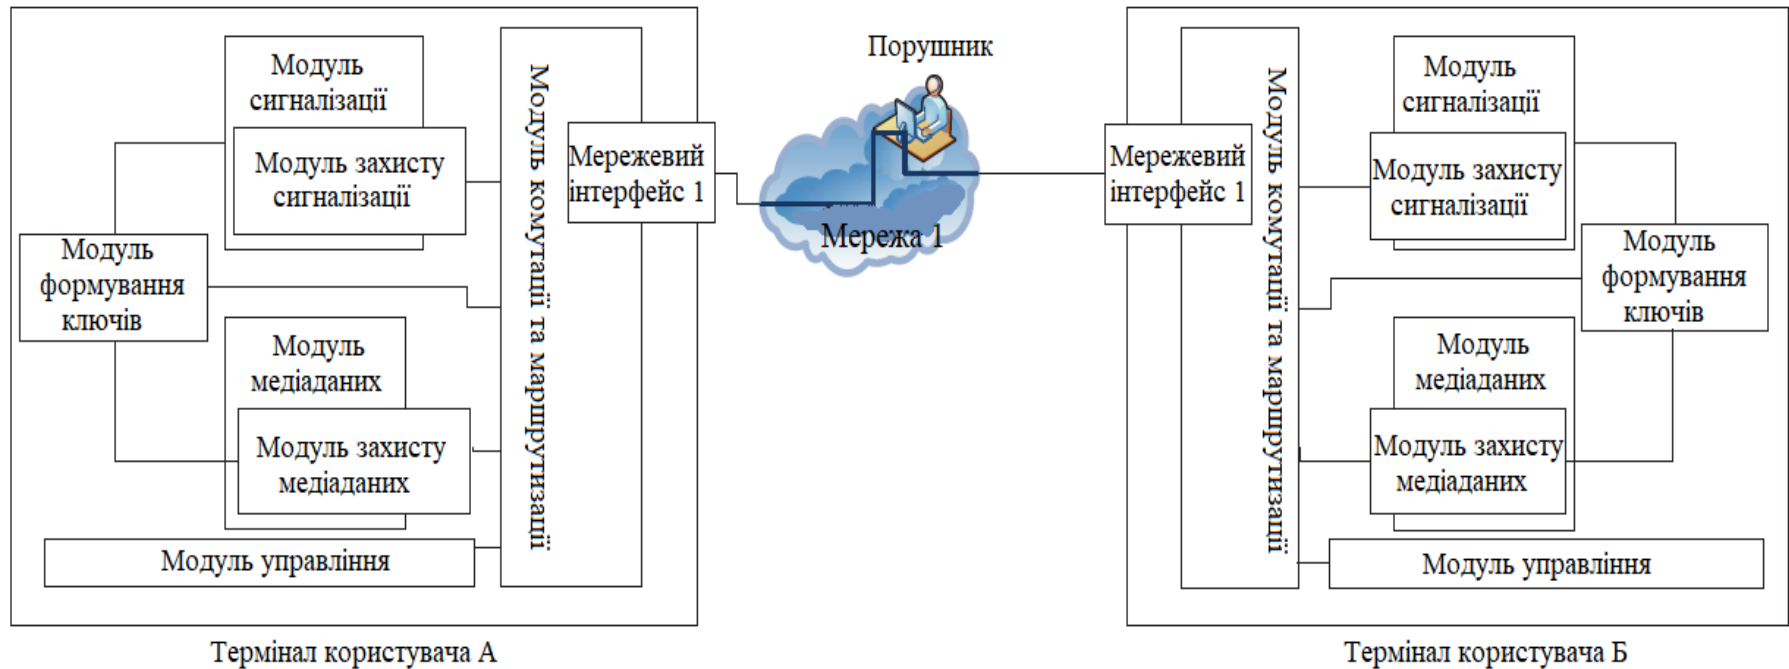 Модуль
сигналізації
Модуль захисту
сигналізації
Модуль
формування
ключів
Модуль
медіаданих
Модуль захисту
медіаданих
Модуль управління
Модуль комутації та маршрутизації
Мережевий
інтерфейс 1
Термінал користувача А
Порушник
Мережа 1
Мережевий
інтерфейс 1
Модуль комутації та маршрутизації
Модуль
сигналізації
Модуль захисту
сигналізації
Модуль
формування
ключів
Модуль
медіаданих
Модуль захисту
медіаданих
Модуль управління
Термінал користувача Б